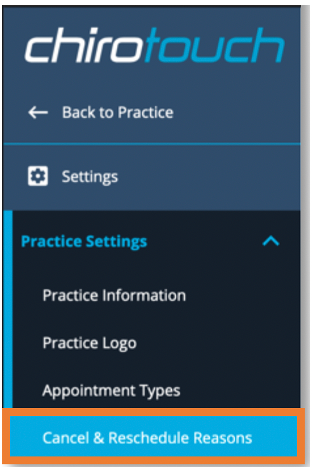 chirotouch
Back to Practice
Settings
Practice Settings
Practice Information
Practice Logo
Appointment Types
Cancel & Reschedule Reasons